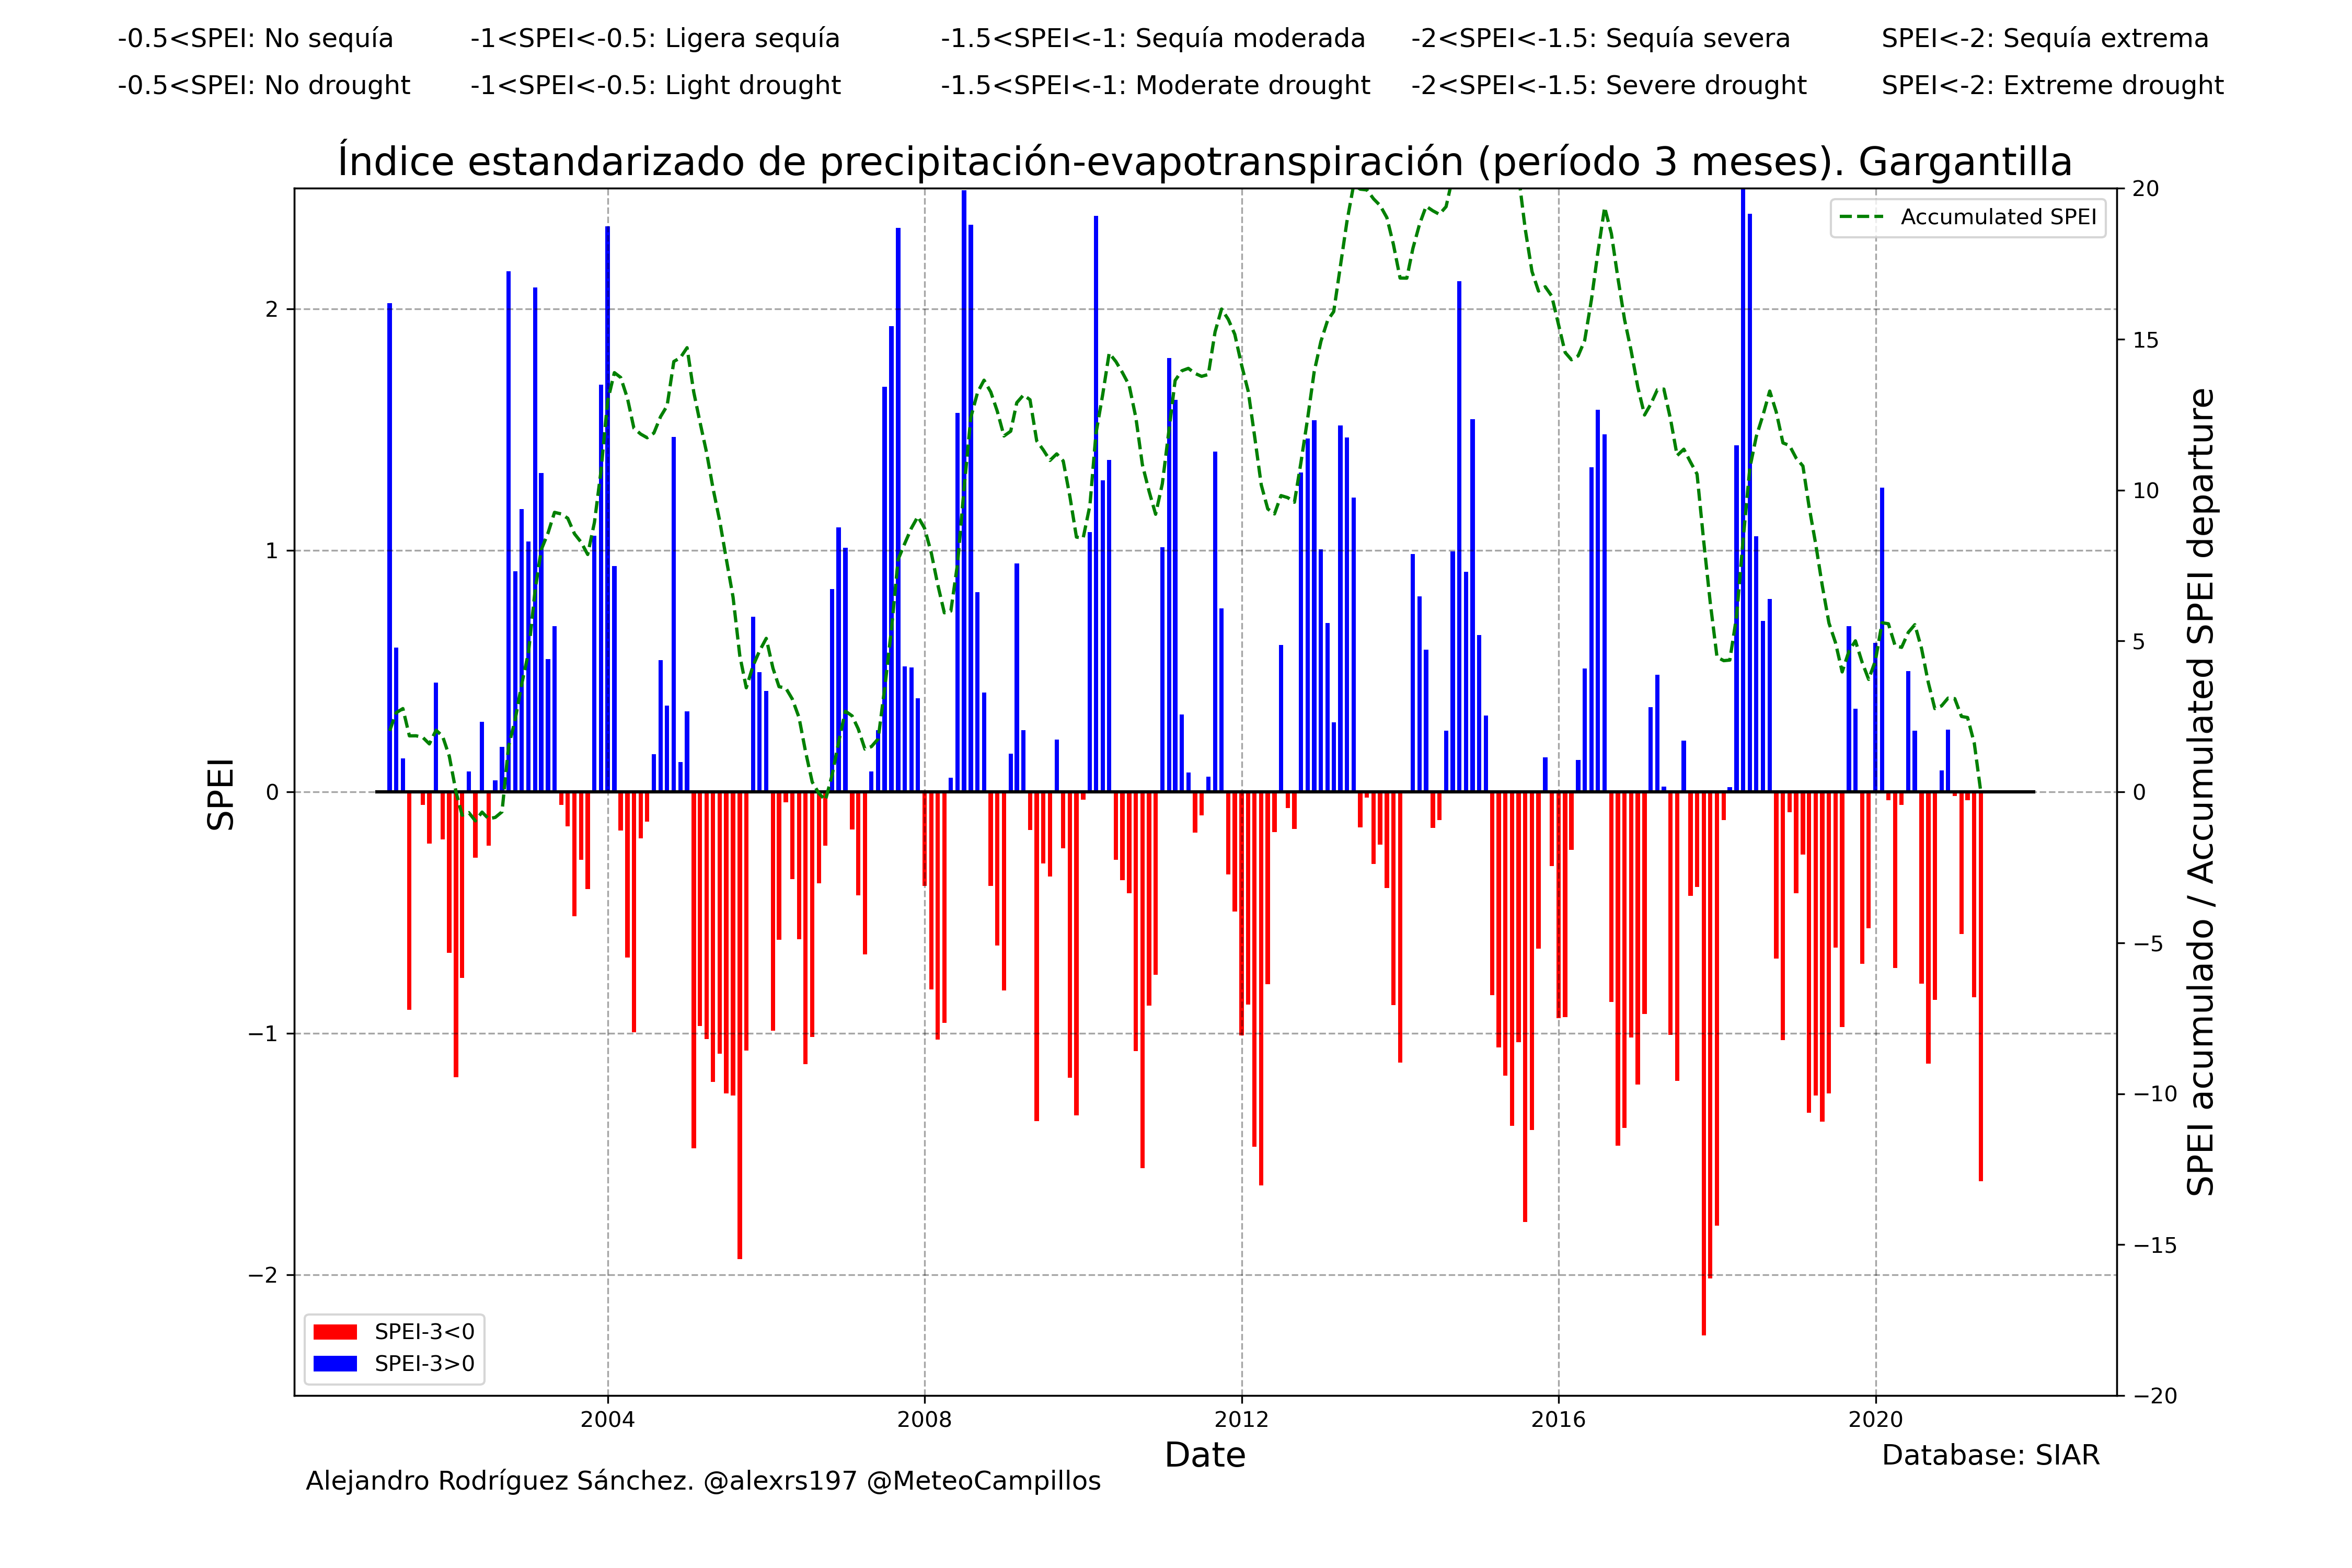 -0.5<SPEI: No sequía
-1<SPEI<-0.5: Ligera sequía
-1.5<SPEI<-1: Sequía moderada
-2<SPEI<-1.5: Sequía severa
SPEI<-2: Sequía extrema
-0.5<SPEI: No drought
-1<SPEI<-0.5: Light drought
-1.5<SPEI<-1: Moderate drought
-2<SPEI<-1.5: Severe drought
SPEI<-2: Extreme drought
Índice estandarizado de precipitación-evapotranspiración (período 3 meses). Gargantilla
Accumulated SPEI
SPEI
2
1
0
−1
−2
20
15
10
5
0
−5
−10
−15
−20
SPEI acumulado / Accumulated SPEI departure
SPEI-3<0
SPEI-3>0
2004
2008
2012
2016
2020
Date
Database: SIAR
Alejandro Rodríguez Sánchez. @alexrs197 @MeteoCampillos